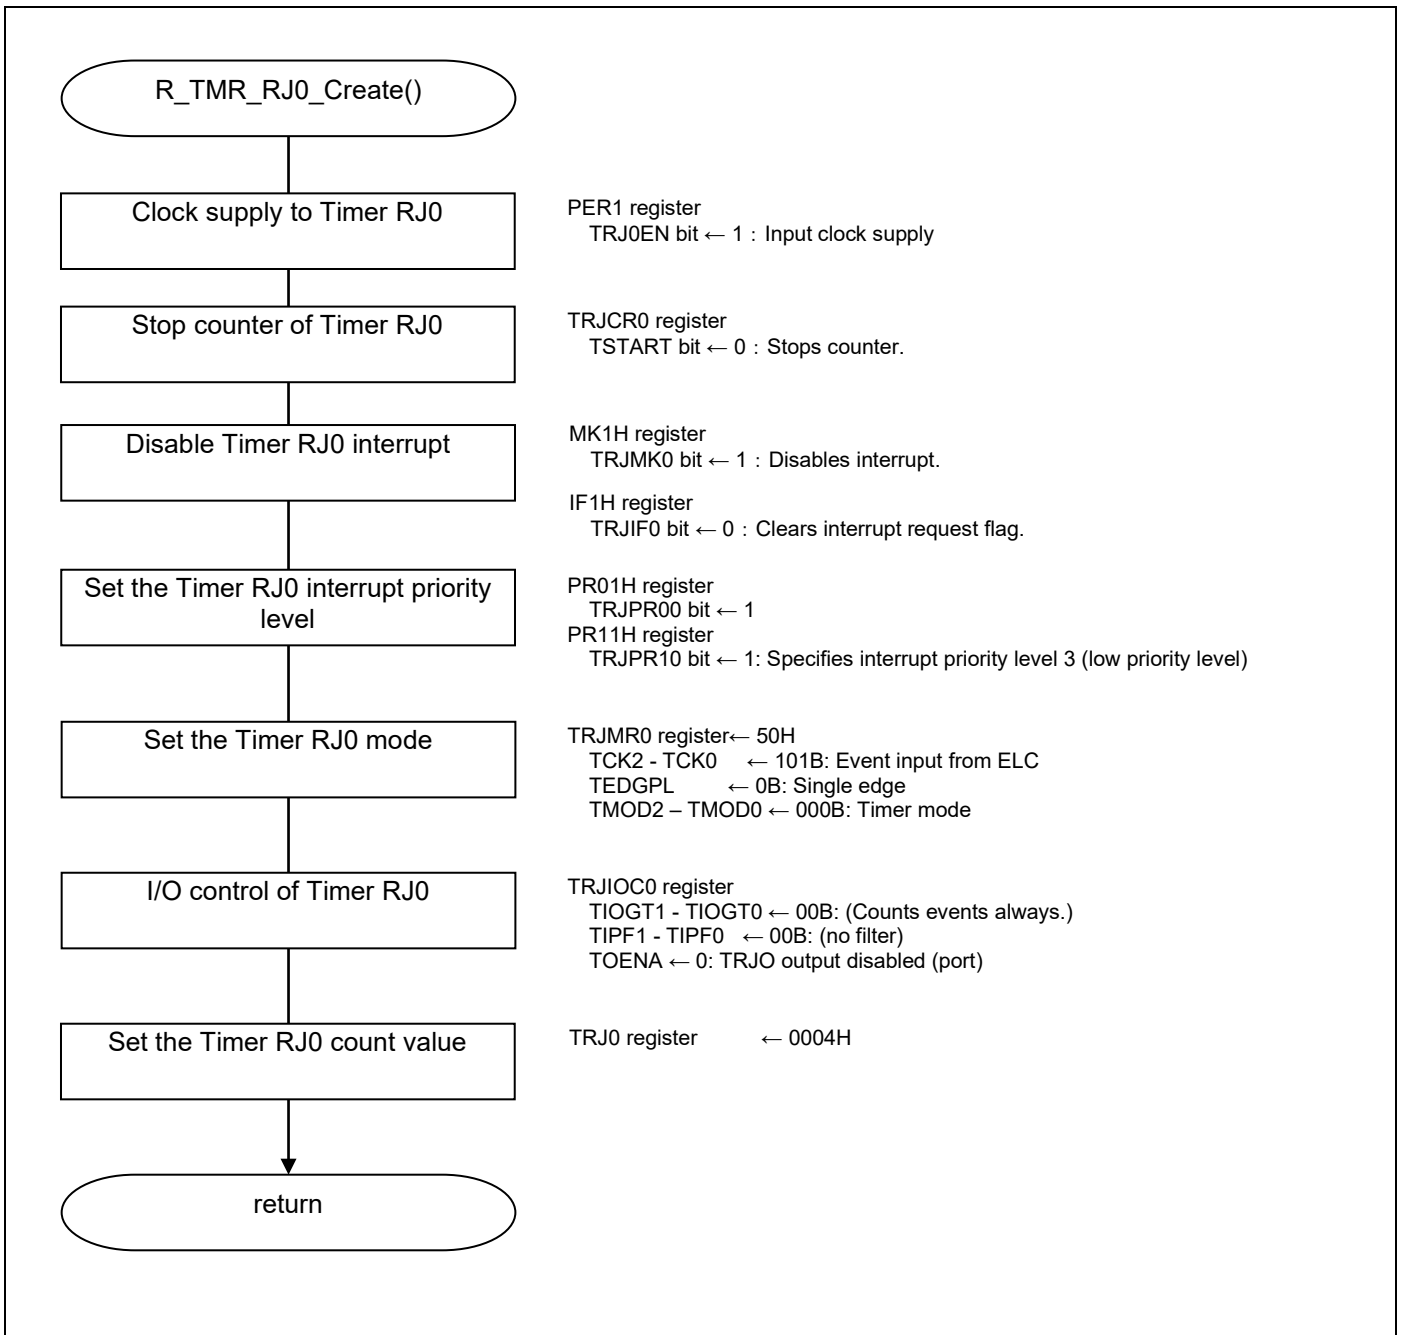 R_TMR_RJ0_Create()
Clock supply to Timer RJ0
PER1 register
TRJ0EN bit ← 1 : Input clock supply
Stop counter of Timer RJ0
TRJCR0 register
TSTART bit ← 0 : Stops counter.
Disable Timer RJ0 interrupt
MK1H register
TRJMK0 bit ← 1 : Disables interrupt.
IF1H register
TRJIF0 bit ← 0 : Clears interrupt request flag.
Set the Timer RJ0 interrupt priority
level
PR01H register
TRJPR00 bit ← 1
PR11H register
TRJPR10 bit ← 1: Specifies interrupt priority level 3 (low priority level)
Set the Timer RJ0 mode
TRJMR0 register← 50H
TCK2 - TCK0 ← 101B: Event input from ELC
TEDGPL ← 0B: Single edge
TMOD2 – TMOD0 ← 000B: Timer mode
I/O control of Timer RJ0
TRJIOC0 register
TIOGT1 - TIOGT0 ← 00B: (Counts events always.)
TIPF1 - TIPF0 ← 00B: (no filter)
TOENA ← 0: TRJO output disabled (port)
Set the Timer RJ0 count value
TRJ0 register ← 0004H
return